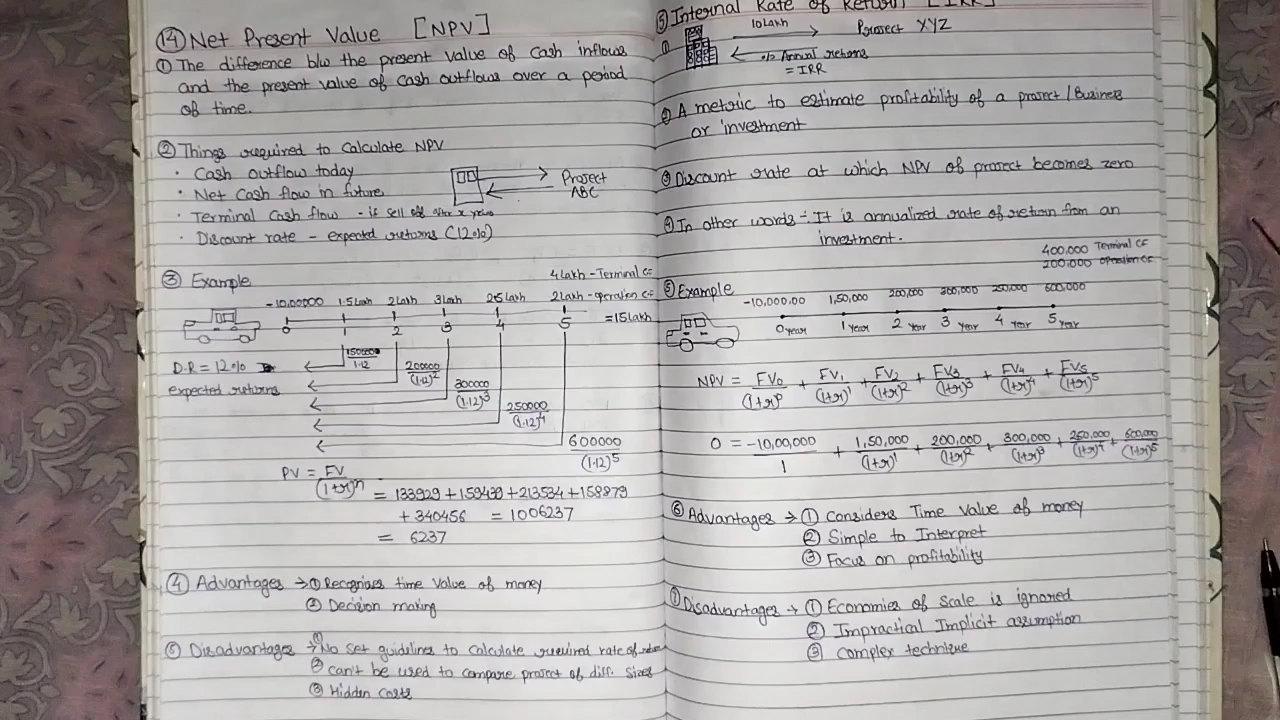 ⑭ Net Present Value [NPV]
① The difference b/w the present value of cash inflows
and the present value of cash outflows over a period
of time.
② Things required to calculate NPV
· Cash outflow today
· Net cash flow in future
· Terminal cash flow - if sell off after x years
· Discount rate - expected returns (12%)
Project
ABC
③ Example
4 Lakh - Terminal CF
-10,00000 1.5 Lakh 2 Lakh 3 Lakh 2.5 Lakh 2 Lakh - operation CF
= 15 Lakh
0 1 2 3 4 5
D.R = 12%
expected returns
150000/1.12
200000/(1.12)^2
300000/(1.12)^3
250000/(1.12)^4
600000/(1.12)^5
PV = FV/(1+r)^n
= 133929 + 159439 + 213534 + 158879
+ 340456 = 1006237
= 6237
④ Advantages → ① Recognises time value of money
② Decision making
⑤ Disadvantages → ① No set guidelines to calculate required rate of return
② can't be used to compare project of diff. sizes
③ Hidden costs
⑤ Internal Rate of Return [IRR]
① 10 Lakh Project XYZ
% Annual returns
= IRR
② A metric to estimate profitability of a project / Business
or investment
③ Discount rate at which NPV of project becomes zero
④ In other words :- It is annualized rate of return from an
investment.
400,000 Terminal CF
200,000 operation CF
⑤ Example
-10,000,00 1,50,000 200,000 300,000 250,000 600,000
0 year 1 year 2 year 3 year 4 year 5 year
NPV = FV₀/(1+r)^0 + FV₁/(1+r)^1 + FV₂/(1+r)^2 + FV₃/(1+r)^3 + FV₄/(1+r)^4 + FV₅/(1+r)^5
0 = -10,00,000/1 + 1,50,000/(1+r)^1 + 200,000/(1+r)^2 + 300,000/(1+r)^3 + 250,000/(1+r)^4 + 600,000/(1+r)^5
⑥ Advantages → ① Considers Time Value of money
② Simple to Interpret
③ Focus on profitability
⑦ Disadvantages → ① Economies of scale is ignored
② Impractical Implicit assumption
③ complex technique